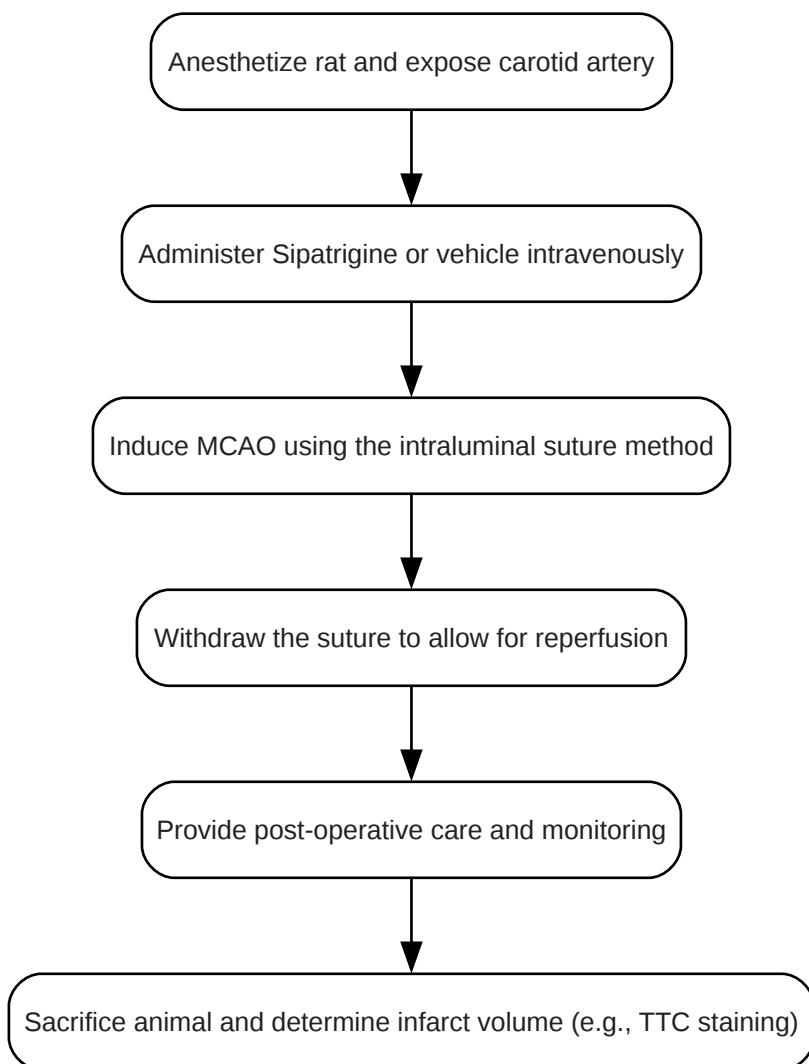 Anesthetize rat and expose carotid artery
Administer Sipatrigine or vehicle intravenously
Induce MCAO using the intraluminal suture method
Withdraw the suture to allow for reperfusion
Provide post-operative care and monitoring
Sacrifice animal and determine infarct volume (e.g., TTC staining)